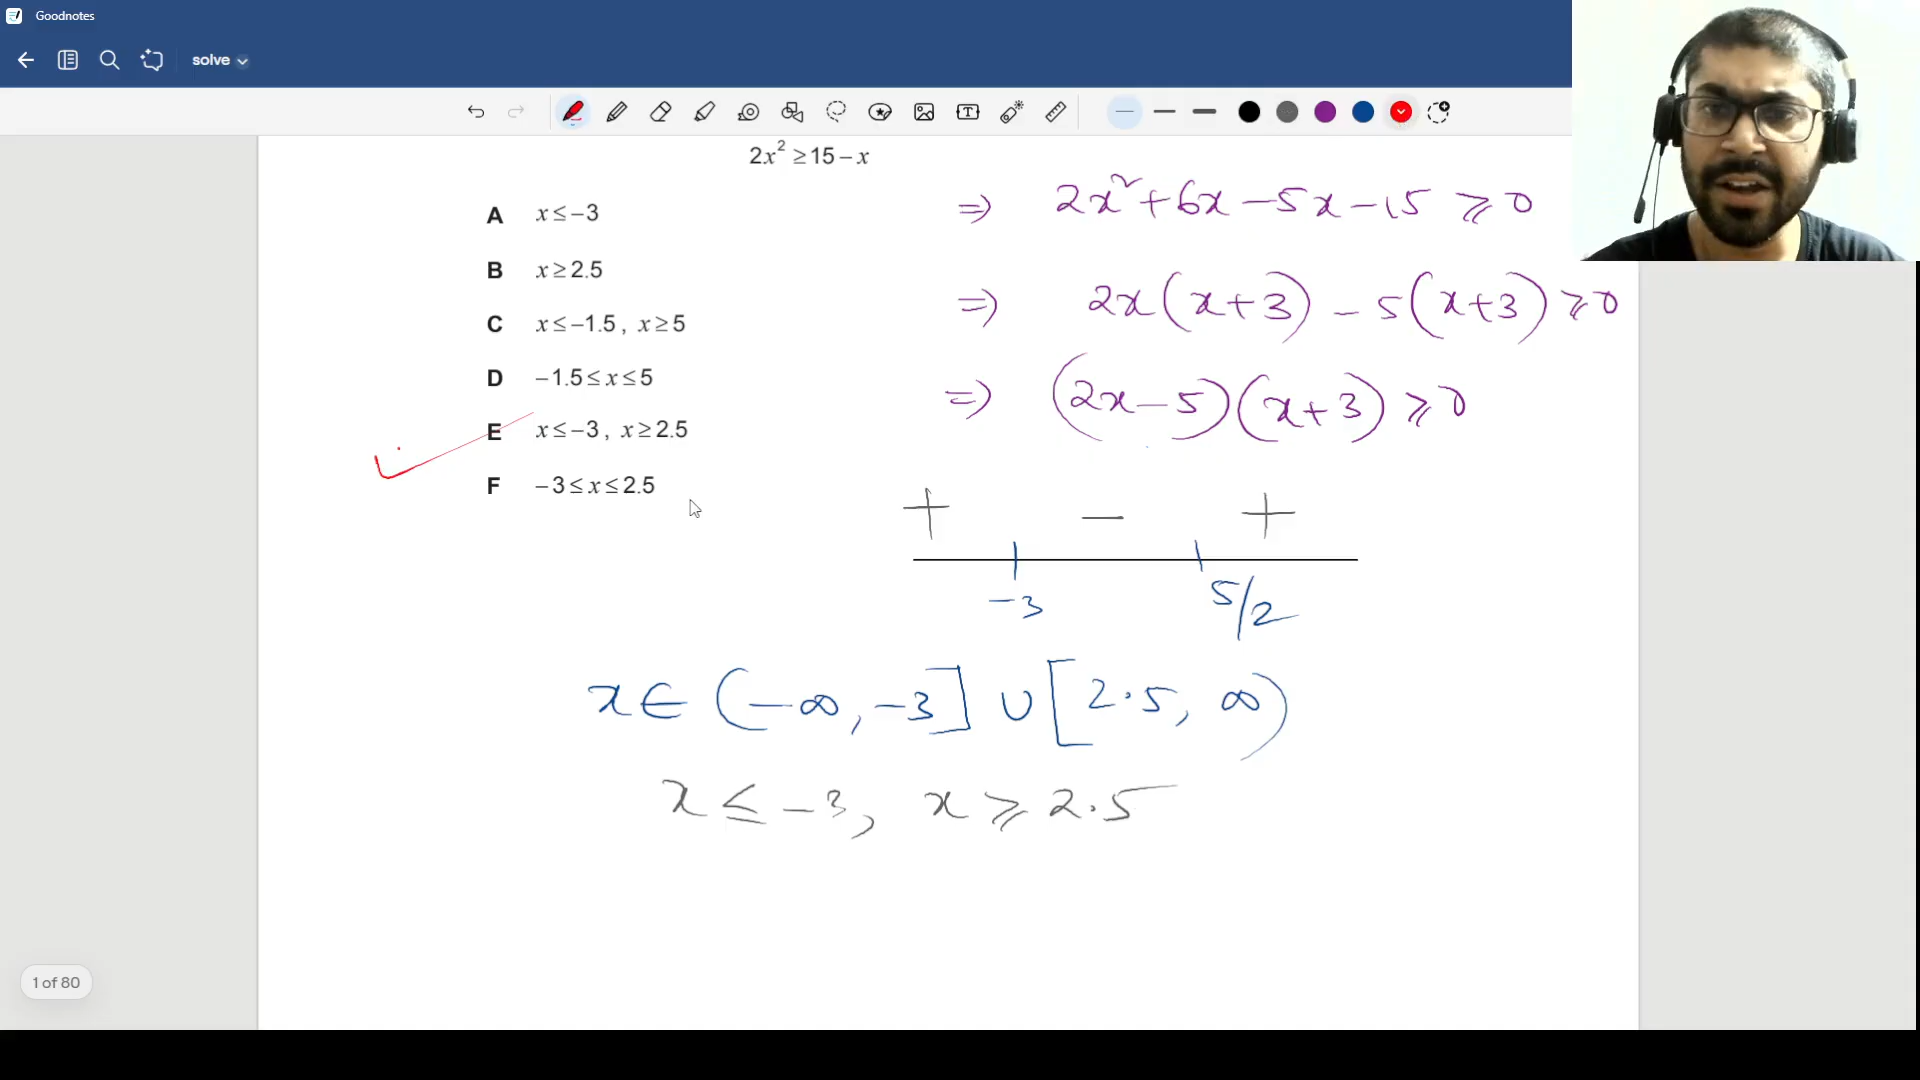 Goodnotes
solve
2x² ≥ 15 – x
A x ≤ –3
B x ≥ 2.5
C x ≤ –1.5, x ≥ 5
D –1.5 ≤ x ≤ 5
E x ≤ –3, x ≥ 2.5
F –3 ≤ x ≤ 2.5
⇒ 2x² + 6x – 5x – 15 ≥ 0
⇒ 2x(x+3) – 5(x+3) ≥ 0
⇒ (2x – 5)(x+3) ≥ 0
+ – +
–3 5/2
x ∈ (–∞, –3] ∪ [2.5, ∞)
x ≤ –3, x ≥ 2.5
1 of 80